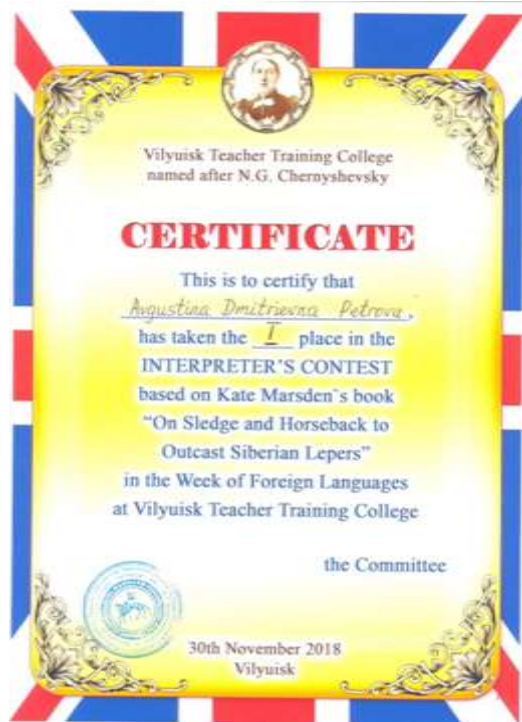 Vilyuisk Teacher Training College
named after N.G. Chernyshevsky
CERTIFICATE
This is to certify that
Avgustina Dmitrievna Petrova,
has taken the I place in the
INTERPRETER'S CONTEST
based on Kate Marsden`s book
"On Sledge and Horseback to
Outcast Siberian Lepers"
in the Week of Foreign Languages
at Vilyuisk Teacher Training College
the Committee
30th November 2018
Vilyuisk